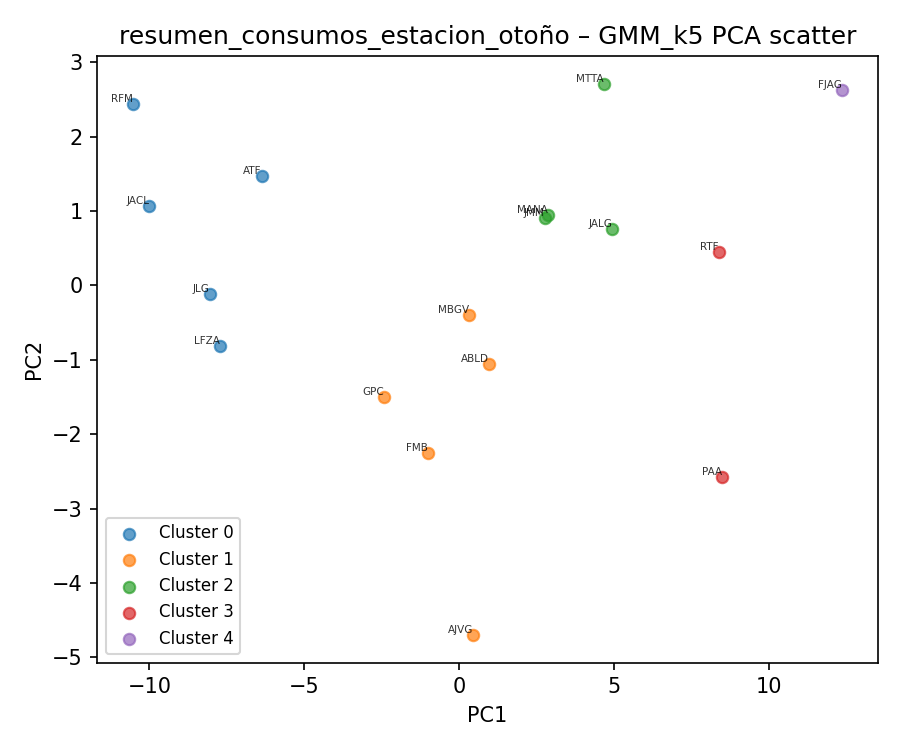 resumen_consumos_estacion_otoño – GMM_k5 PCA scatter
3
2
1
0
−1
−2
−3
−4
−5
PC2
RFM
MTTA
FJAG
ATF
JACL
MANA
JALG
RTF
JLG
MBGV
LFZA
ABLD
GPC
FMB
PAA
AJVG
Cluster 0
Cluster 1
Cluster 2
Cluster 3
Cluster 4
−10
−5
0
5
10
PC1